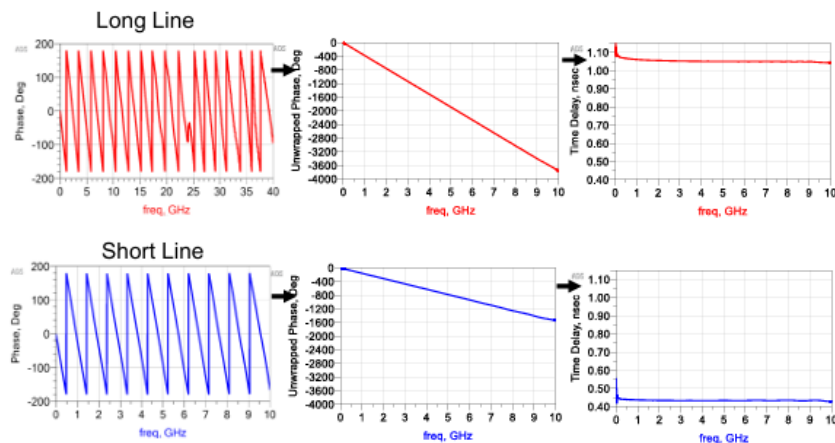 Long Line
ADS
Phase, Deg
200
100
0
-100
-200
0 5 10 15 20 25 30 35 40
freq, GHz
ADS
Unwrapped Phase, Deg
0
-400
-800
-1200
-1600
-2000
-2400
-2800
-3200
-3600
-4000
0 1 2 3 4 5 6 7 8 9 10
freq, GHz
ADS
Time Delay, nsec
1.10
1.00
0.90
0.80
0.70
0.60
0.50
0.40
0 1 2 3 4 5 6 7 8 9 10
freq, GHz
Short Line
ADS
Phase, Deg
200
100
0
-100
-200
0 1 2 3 4 5 6 7 8 9 10
freq, GHz
ADS
Unwrapped Phase, Deg
0
-400
-800
-1200
-1600
-2000
-2400
-2800
-3200
-3600
-4000
0 1 2 3 4 5 6 7 8 9 10
freq, GHz
ADS
Time Delay, nsec
1.10
1.00
0.90
0.80
0.70
0.60
0.50
0.40
0 1 2 3 4 5 6 7 8 9 10
freq, GHz